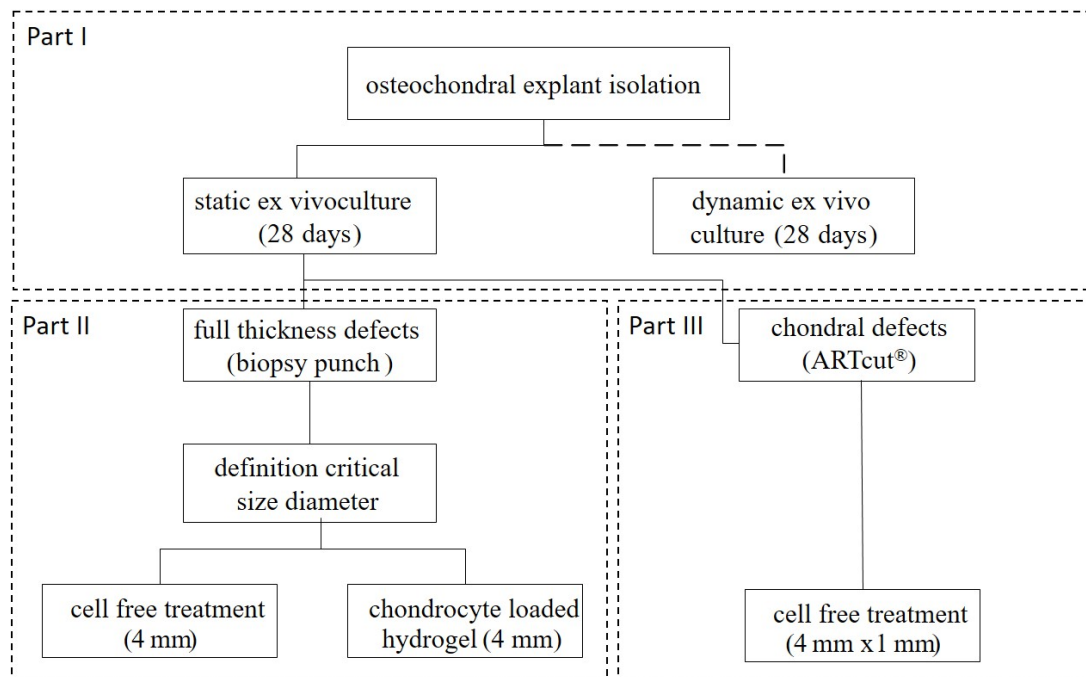 Part I
osteochondral explant isolation
static ex vivoculture
(28 days)
dynamic ex vivo
culture (28 days)
Part II
full thickness defects
(biopsy punch )
definition critical
size diameter
cell free treatment
(4 mm)
chondrocyte loaded
hydrogel (4 mm)
Part III
chondral defects
(ARTcut®)
cell free treatment
(4 mm x1 mm)